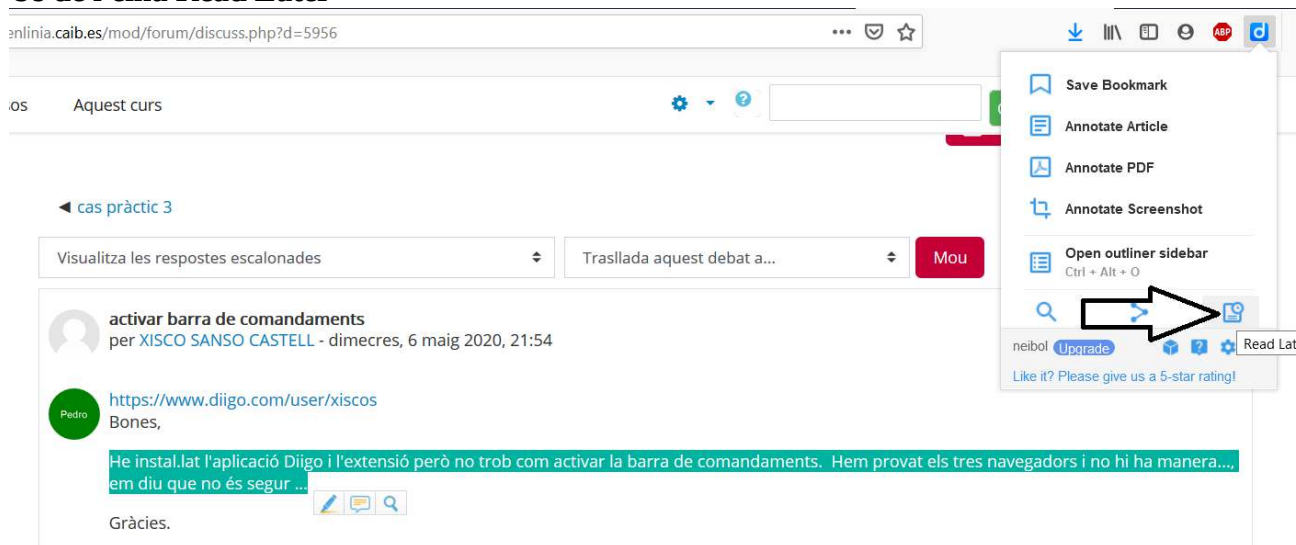 enlinia.caib.es/mod/forum/discuss.php?d=5956
ABP
Aquest curs
Save Bookmark
Annotate Article
Annotate PDF
Annotate Screenshot
Open outliner sidebar
Ctrl + Alt + O
neibol Upgrade
Read Lat
Like it? Please give us a 5-star rating!
◄ cas pràctic 3
Visualitza les respostes escalonades
Trasllada aquest debat a...
Mou
activar barra de comandaments
per XISCO SANSO CASTELL - dimecres, 6 maig 2020, 21:54
Pedro
https://www.diigo.com/user/xiscos
Bones,
He instal.lat l'aplicació Diigo i l'extensió però no trob com activar la barra de comandaments. Hem provat els tres navegadors i no hi ha manera...,
em diu que no és segur ...
Gràcies.